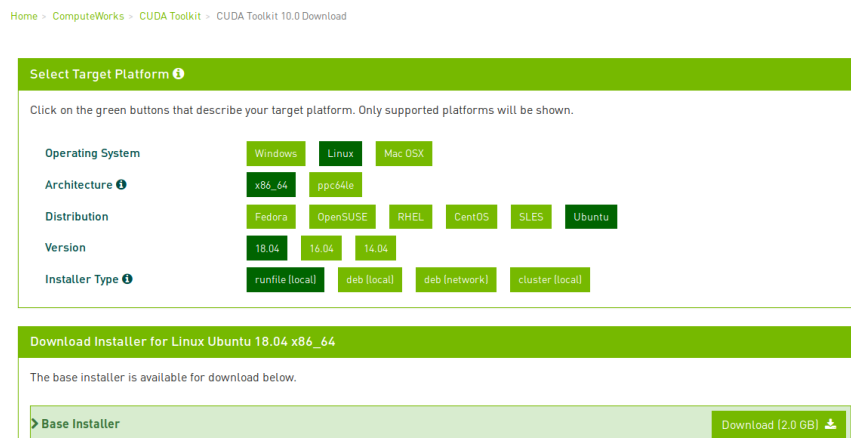 Home > ComputeWorks > CUDA Toolkit > CUDA Toolkit 10.0 Download
Select Target Platform
Click on the green buttons that describe your target platform. Only supported platforms will be shown.
Operating System Windows Linux Mac OSX
Architecture x86_64 ppc64le
Distribution Fedora OpenSUSE RHEL CentOS SLES Ubuntu
Version 18.04 16.04 14.04
Installer Type runfile (local) deb (local) deb (network) cluster (local)
Download Installer for Linux Ubuntu 18.04 x86_64
The base installer is available for download below.
Base Installer Download (2.0 GB)